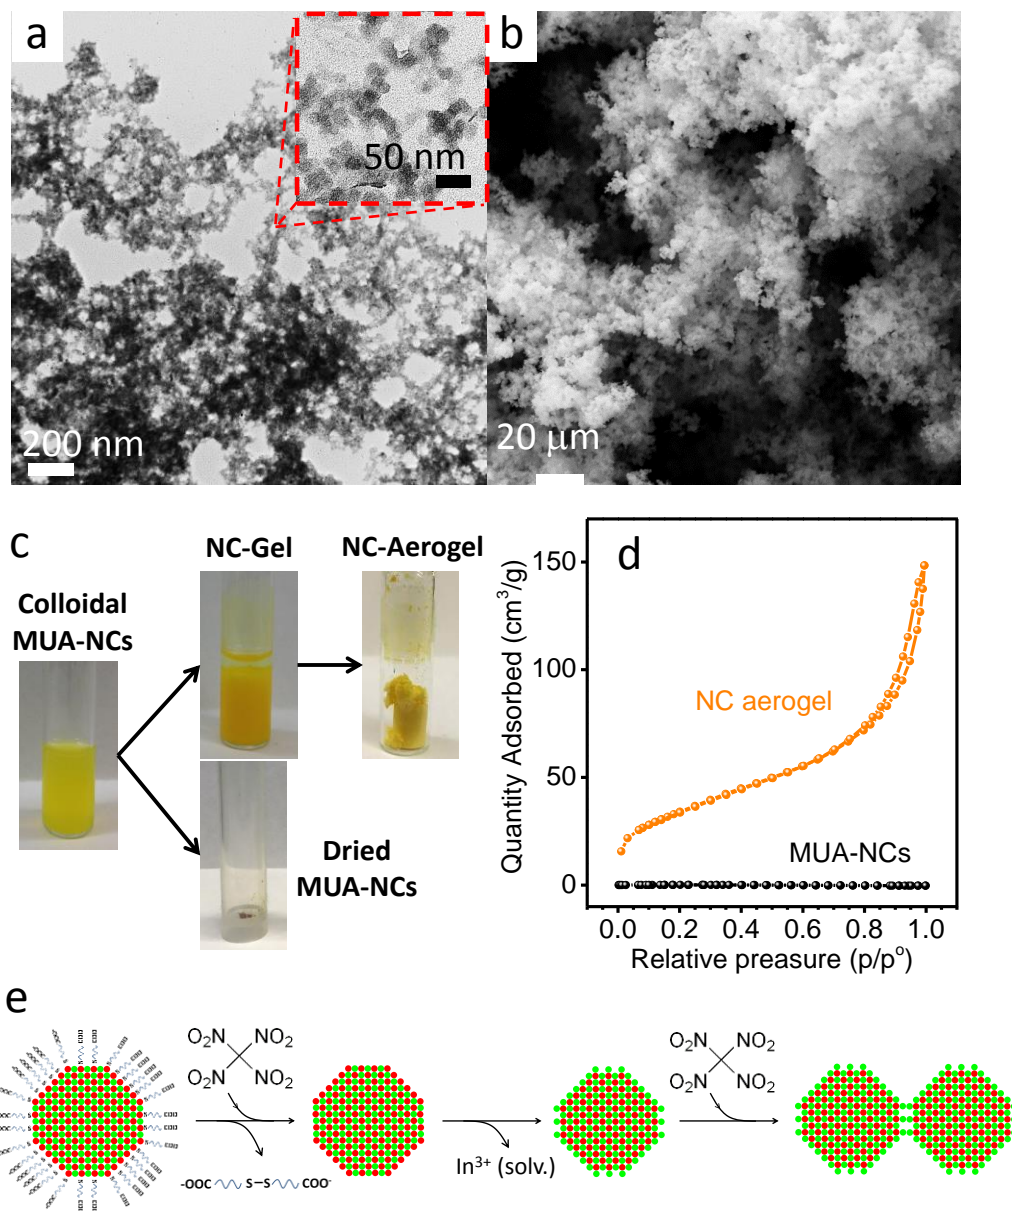 a
50 nm
200 nm
b
20 μm
c
NC-Gel
NC-Aerogel
Colloidal
MUA-NCs
Dried
MUA-NCs
d
Quantity Adsorbed (cm³/g)
150
100
50
0
NC aerogel
MUA-NCs
0.0 0.2 0.4 0.6 0.8 1.0
Relative preasure (p/pº)
e
O₂N NO₂
O₂N NO₂
-OOC S–S COO⁻
In³⁺ (solv.)
O₂N NO₂
O₂N NO₂